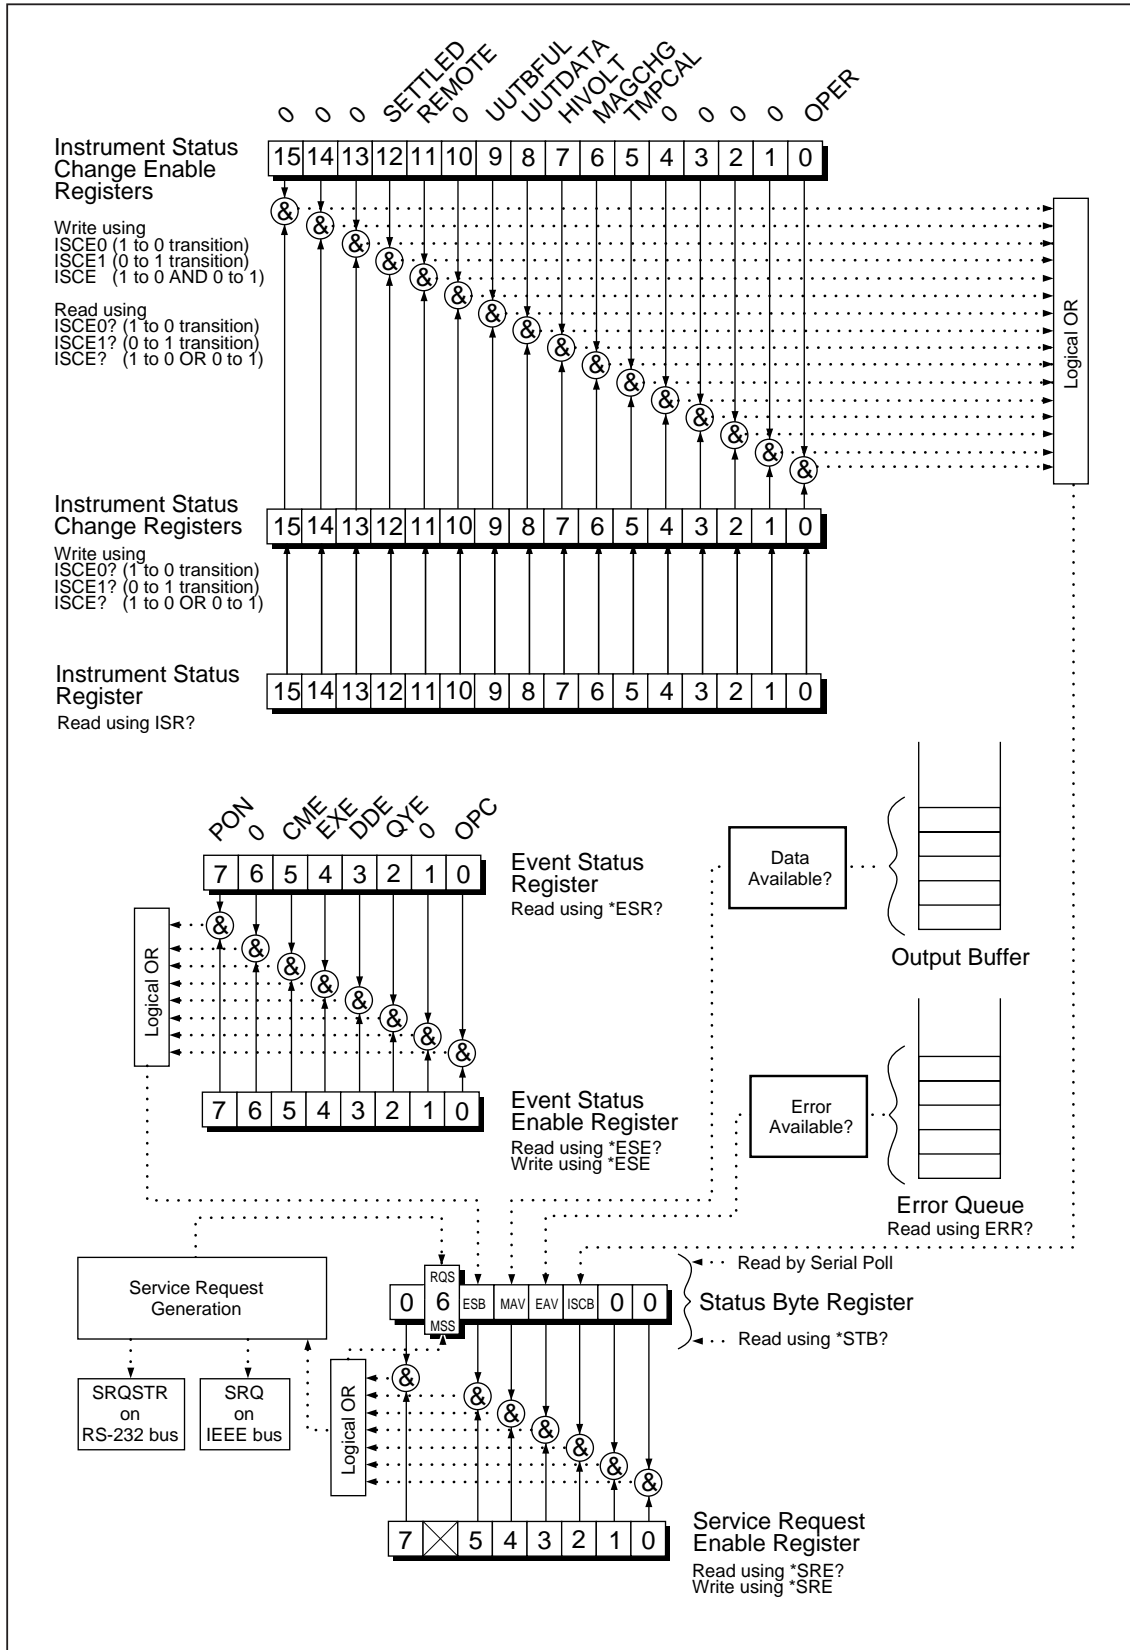 0 0 0 SETTLED REMOTE 0 UUTBFUL UUTDATA HIVOLT MAGCHG TMPCAL 0 0 0 0 OPER
Instrument Status
Change Enable
Registers
15 14 13 12 11 10 9 8 7 6 5 4 3 2 1 0
Write using
ISCE0 (1 to 0 transition)
ISCE1 (0 to 1 transition)
ISCE (1 to 0 AND 0 to 1)
Read using
ISCE0? (1 to 0 transition)
ISCE1? (0 to 1 transition)
ISCE? (1 to 0 OR 0 to 1)
& & & & & & & & & & & & & & & &
Logical OR
Instrument Status
Change Registers
15 14 13 12 11 10 9 8 7 6 5 4 3 2 1 0
Write using
ISCE0? (1 to 0 transition)
ISCE1? (0 to 1 transition)
ISCE? (1 to 0 OR 0 to 1)
Instrument Status
Register
15 14 13 12 11 10 9 8 7 6 5 4 3 2 1 0
Read using ISR?
PON 0 CME EXE DDE QYE 0 OPC
7 6 5 4 3 2 1 0
Event Status
Register
Read using *ESR?
& & & & & & & &
Logical OR
7 6 5 4 3 2 1 0
Event Status
Enable Register
Read using *ESE?
Write using *ESE
Data
Available?
Output Buffer
Error
Available?
Error Queue
Read using ERR?
Service Request
Generation
SRQSTR
on
RS-232 bus
SRQ
on
IEEE bus
RQS
0 6 ESB MAV EAV ISCB 0 0
MSS
Read by Serial Poll
Status Byte Register
Read using *STB?
Logical OR
& & & & & & &
7 5 4 3 2 1 0
Service Request
Enable Register
Read using *SRE?
Write using *SRE